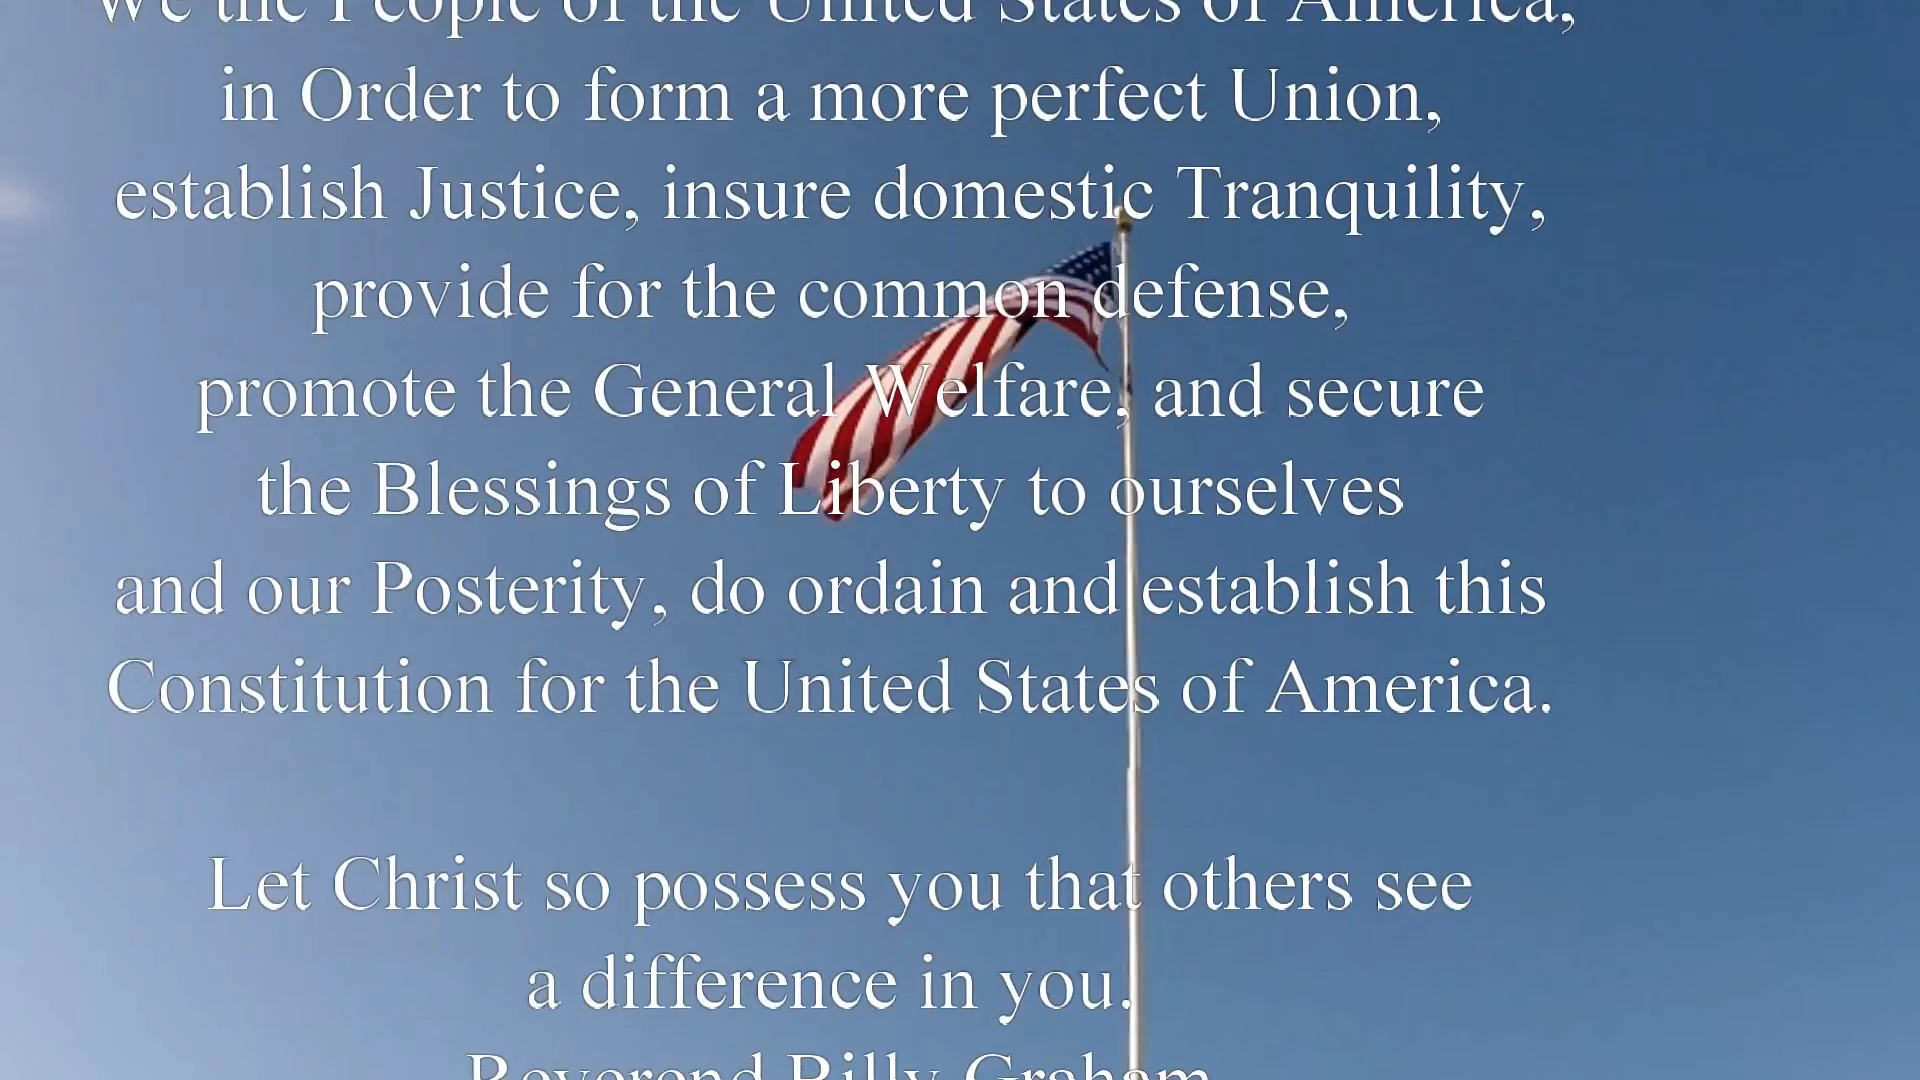 We the People of the United States of America,
in Order to form a more perfect Union,
establish Justice, insure domestic Tranquility,
provide for the common defense,
promote the General Welfare, and secure
the Blessings of Liberty to ourselves
and our Posterity, do ordain and establish this
Constitution for the United States of America.
Let Christ so possess you that others see
a difference in you.
Reverend Billy Graham